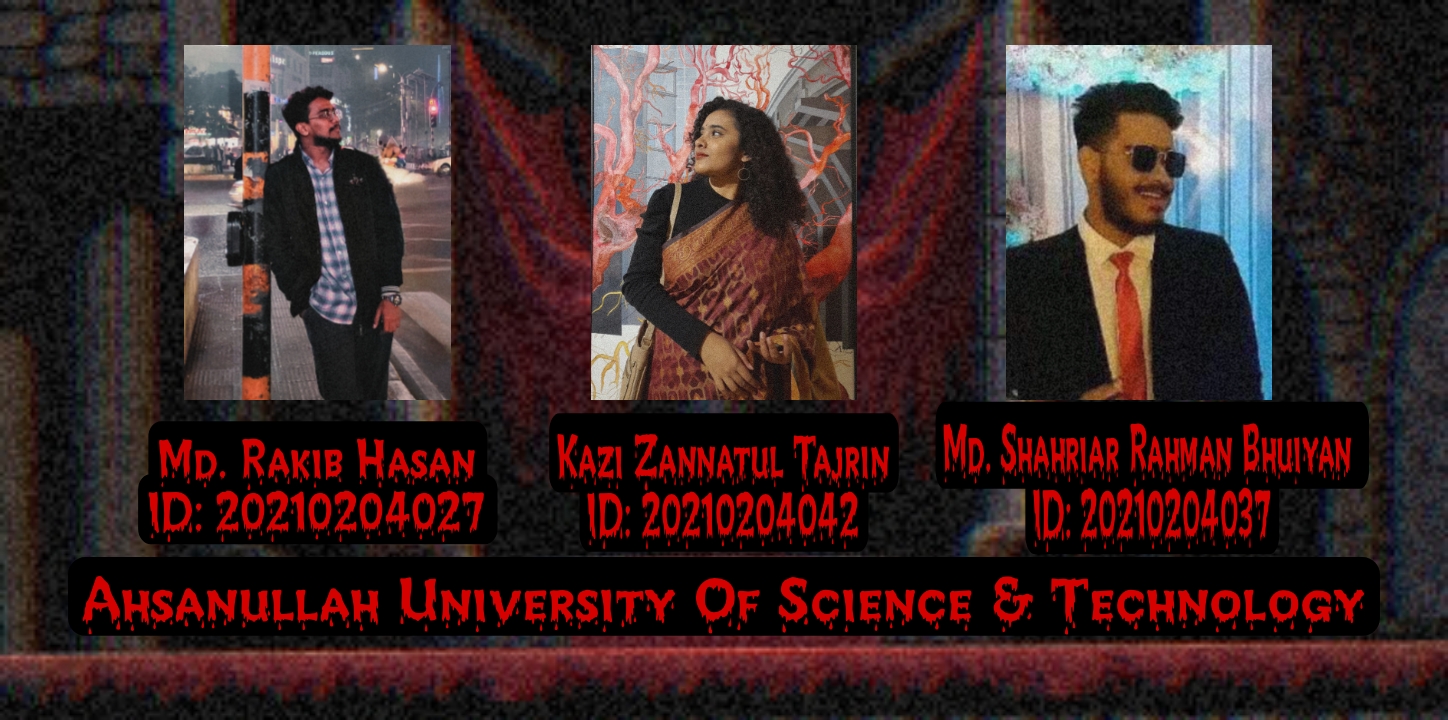 Md. Rakib Hasan
ID: 20210204027
Kazi Zannatul Tajrin
ID: 20210204042
Md. Shahriar Rahman Bhuiyan
ID: 20210204037
Ahsanullah University Of Science & Technology